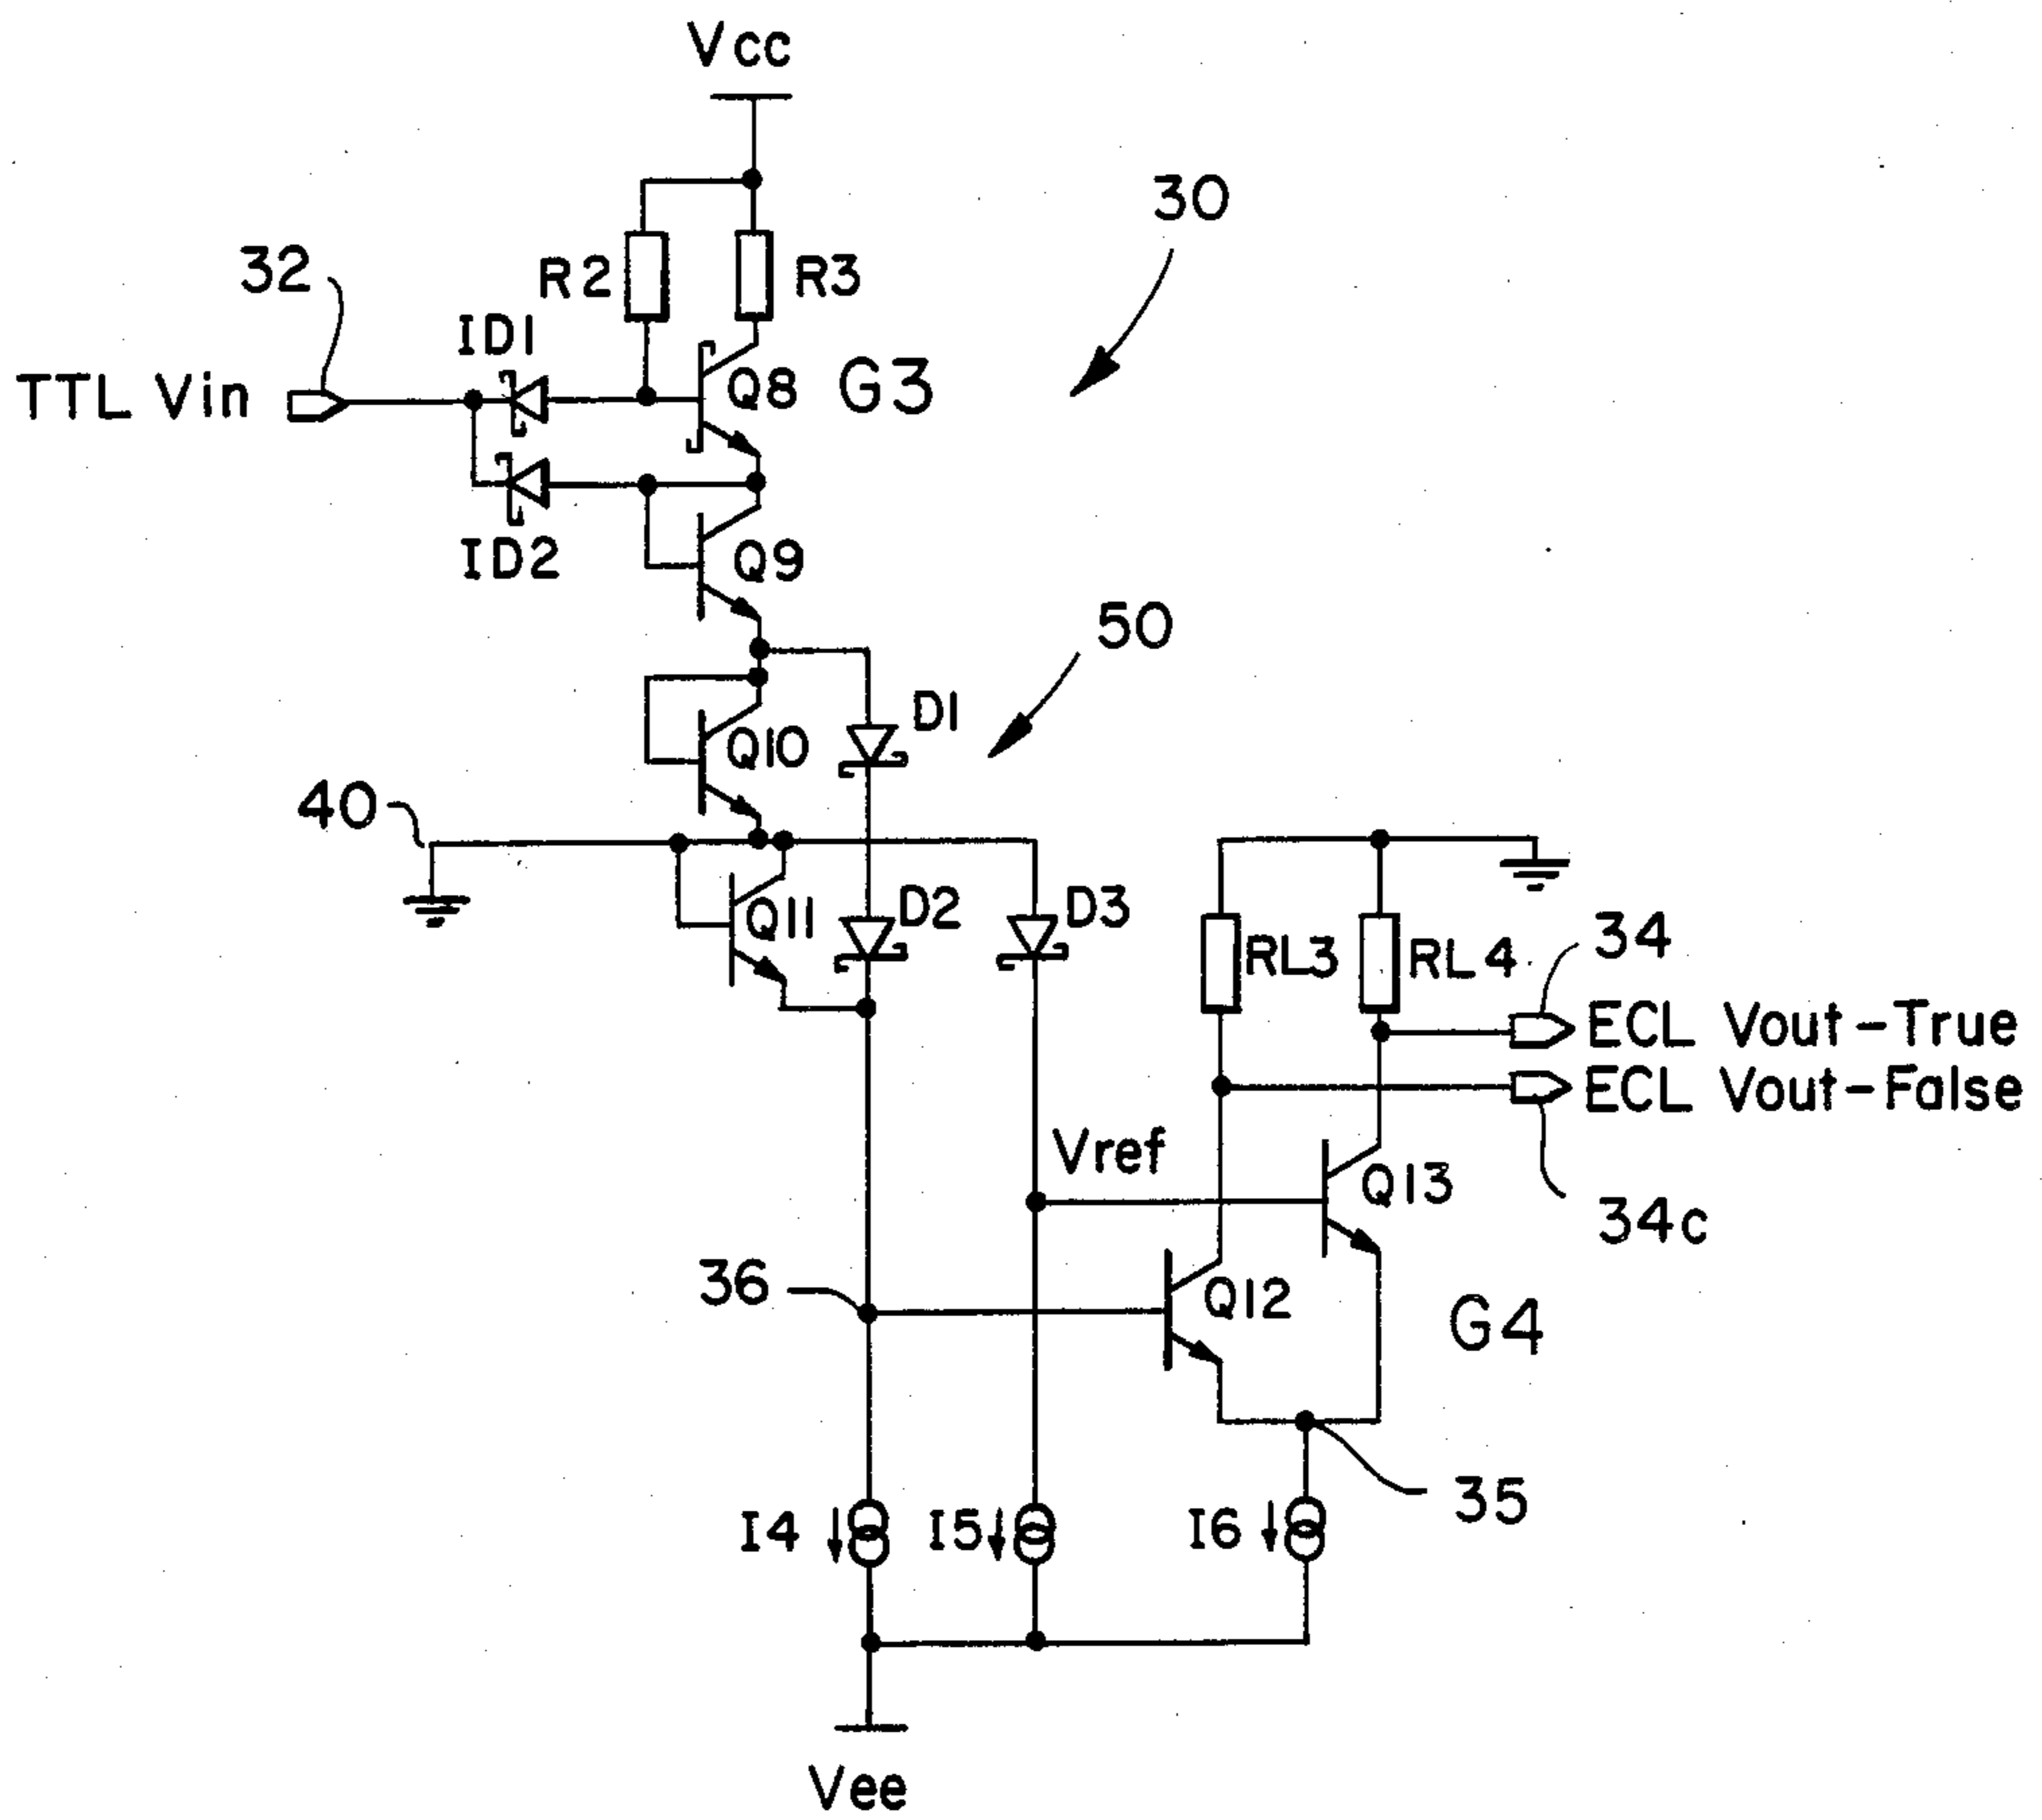 Vcc
30
32
R2
R3
ID1
TTL Vin
Q8
G3
ID2
Q9
50
D1
Q10
40
Q11
D2
D3
RL3
RL4
34
ECL Vout-True
ECL Vout-False
Vref
Q13
34c
36
Q12
G4
35
I4
I5
I6
Vee